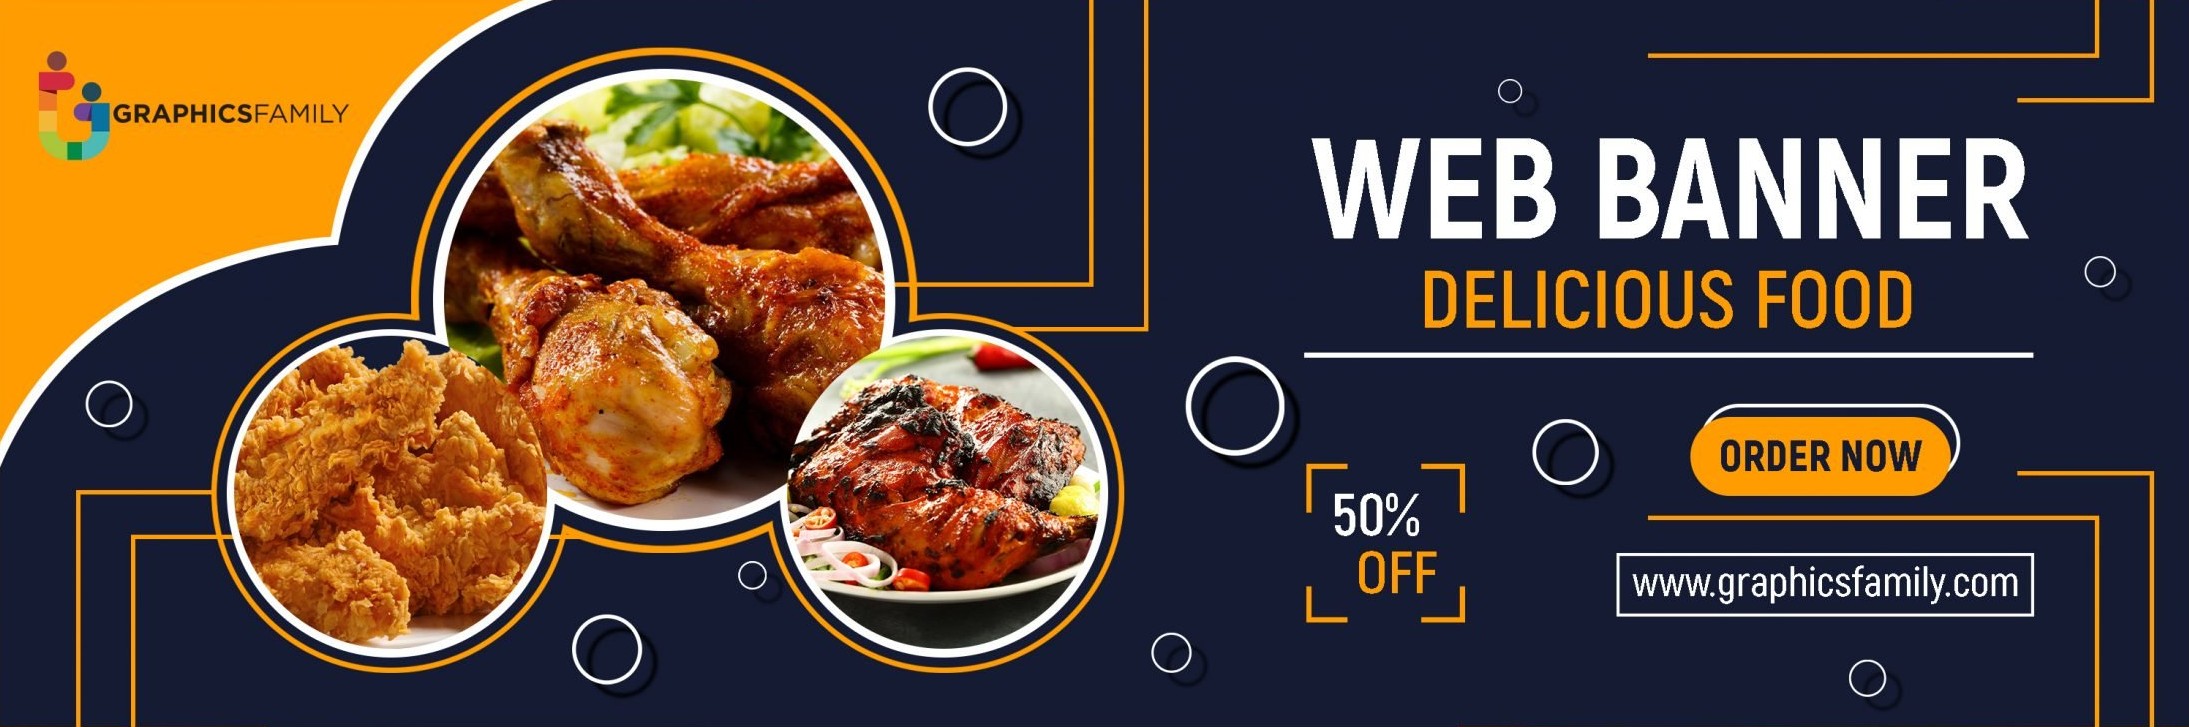 GRAPHICSFAMILY
WEB BANNER
DELICIOUS FOOD
ORDER NOW
50%
OFF
www.graphicsfamily.com